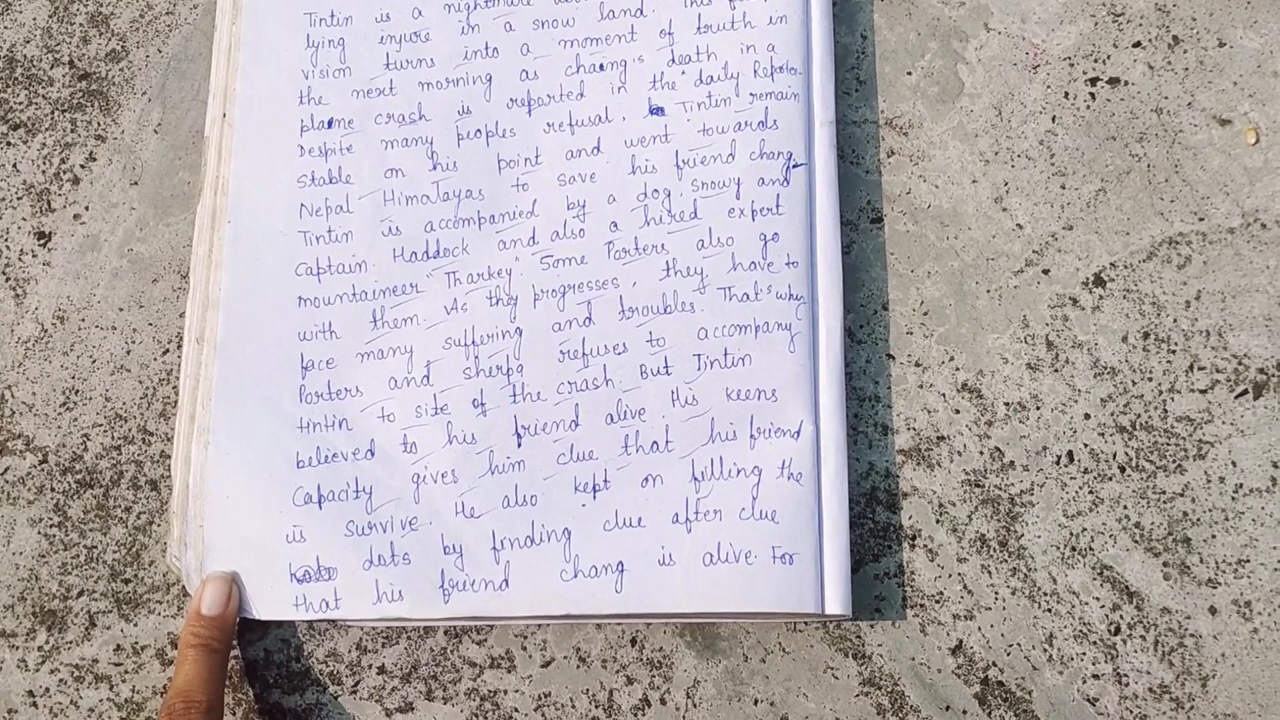 Tintin is a nightmare
lying injure in a snow land. This
vision turns into a moment of truth in
the next morning as chang's death in a
plane crash is reported in the "daily Reporter.
Despite many peoples refusal, Tintin remain
stable on his point and went towards
Nepal Himalayas to save his friend chang.
Tintin is accompanied by a dog, snowy and
Captain Haddock and also a hired expert
mountaineer "Tharkey". Some Porters also go
with them. As they progresses, they have to
face many suffering and troubles. That's why
Porters and sherpa refuses to accompany
tintin to site of the crash. But Tintin
believed to his friend alive. His keens
Capacity gives him clue that his friend
is survive. He also kept on filling the
dots by finding clue after clue
that his friend chang is alive. For